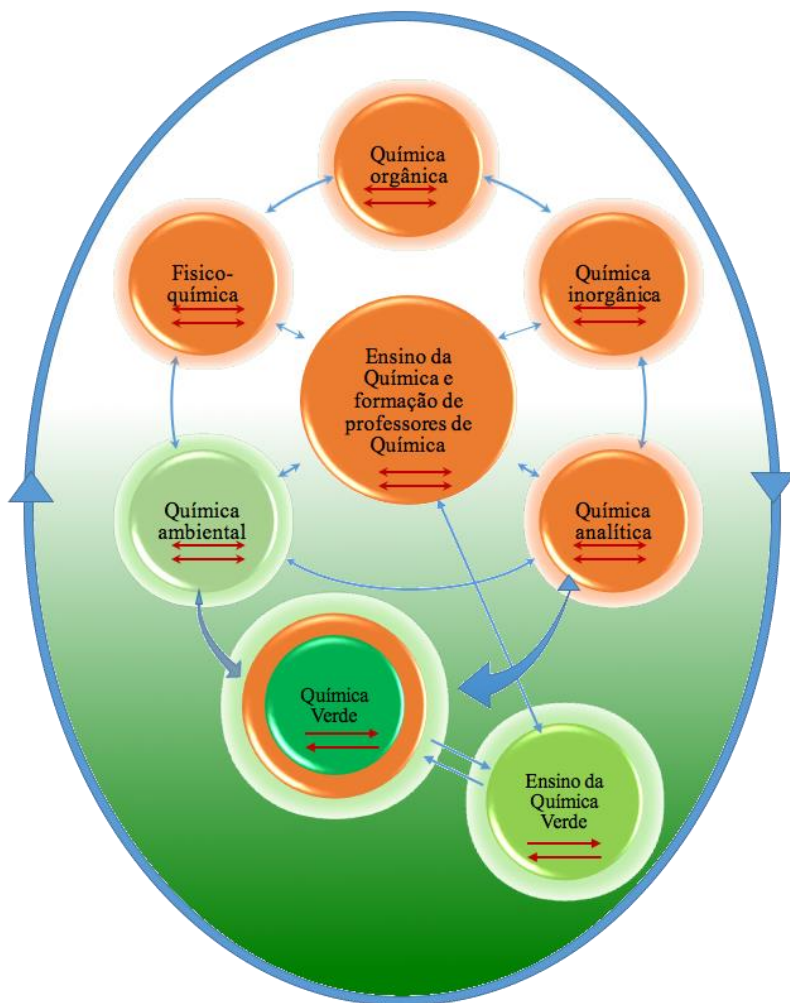 Química
orgânica
Fisico-
química
Química
inorgânica
Ensino da
Química e
formação de
professores de
Química
Química
ambiental
Química
analítica
Química
Verde
Ensino da
Química
Verde